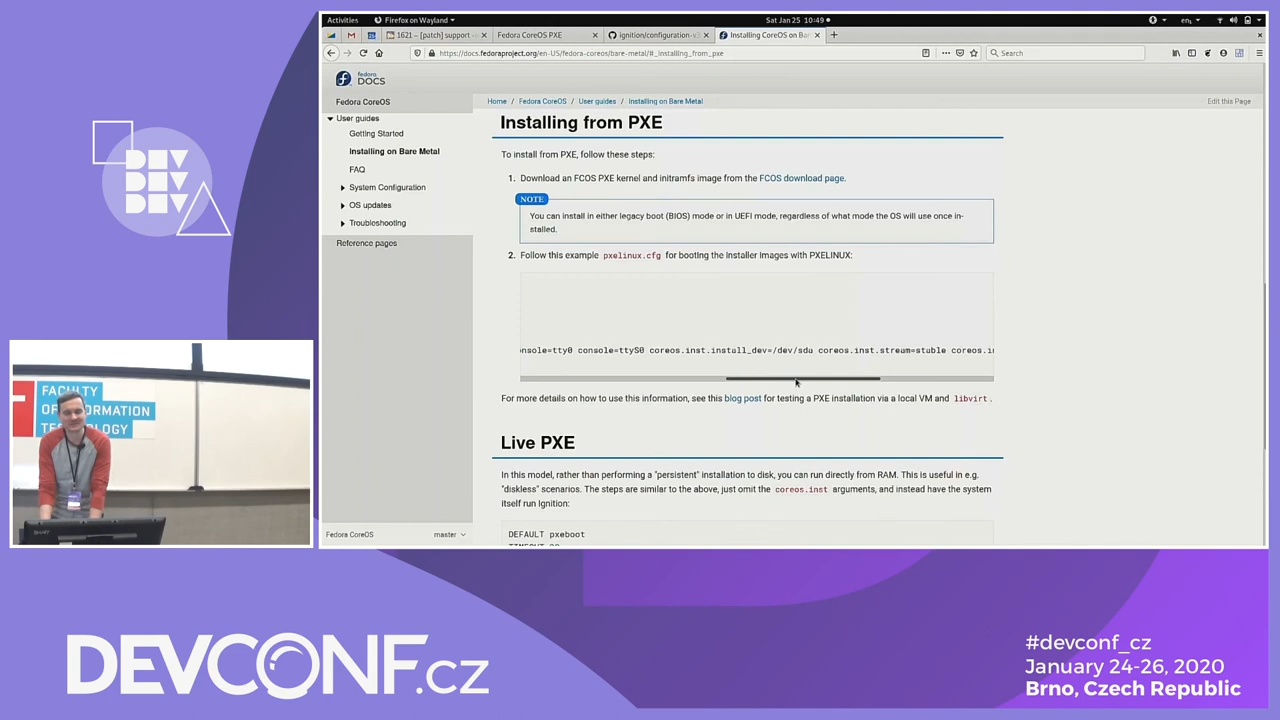 Activities
Firefox on Wayland
Sat Jan 25 10:49
en
1621 – [patch] support
Fedora CoreOS PXE
ignition/configuration-v
Installing CoreOS on Bar
https://docs.fedoraproject.org/en-US/fedora-coreos/bare-metal/#_installing_from_pxe
Search
fedora
DOCS
Fedora CoreOS
Home / Fedora CoreOS / User guides / Installing on Bare Metal
Edit this Page
User guides
Getting Started
Installing on Bare Metal
FAQ
System Configuration
OS updates
Troubleshooting
Reference pages
Installing from PXE
To install from PXE, follow these steps:
1. Download an FCOS PXE kernel and initramfs image from the FCOS download page.
NOTE
You can install in either legacy boot (BIOS) mode or in UEFI mode, regardless of what mode the OS will use once in-
stalled.
2. Follow this example pxelinux.cfg for booting the installer images with PXELINUX:
onsole=tty0 console=ttyS0 coreos.inst.install_dev=/dev/sda coreos.inst.stream=stable coreos.in
For more details on how to use this information, see this blog post for testing a PXE installation via a local VM and libvirt.
Live PXE
In this model, rather than performing a "persistent" installation to disk, you can run directly from RAM. This is useful in e.g.
"diskless" scenarios. The steps are similar to the above, just omit the coreos.inst arguments, and instead have the system
itself run Ignition:
DEFAULT pxeboot
Fedora CoreOS
master
DEV
DEV
DEV
FACULTY
OF INFORMATION
TECHNOLOGY
DEVCONF.cz
#devconf_cz
January 24-26, 2020
Brno, Czech Republic